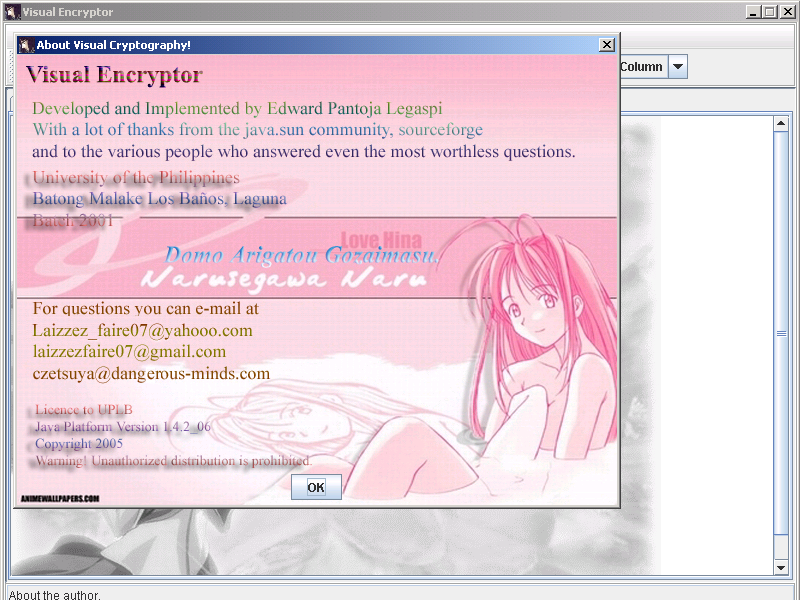 Visual Encryptor
About Visual Cryptography!
Column
Visual Encryptor
Developed and Implemented by Edward Pantoja Legaspi
With a lot of thanks from the java.sun community, sourceforge
and to the various people who answered even the most worthless questions.
University of the Philippines
Batong Malake Los Baños, Laguna
Batch 2001
Love Hina
Domo Arigatou Gozaimasu,
Narusegawa Naru
For questions you can e-mail at
Laizzez_faire07@yahooo.com
laizzezfaire07@gmail.com
czetsuya@dangerous-minds.com
Licence to UPLB
Java Platform Version 1.4.2_06
Copyright 2005
Warning! Unauthorized distribution is prohibited.
OK
ANIMEWALLPAPERS.COM
About the author.